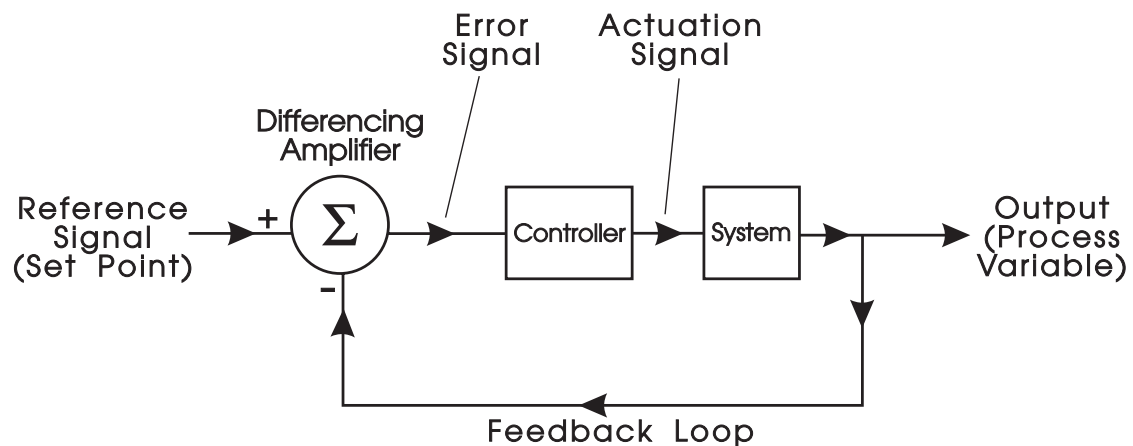 Error
Signal
Actuation
Signal
Differencing
Amplifier
Reference
Signal
(Set Point)
+
Σ
-
Controller
System
Output
(Process
Variable)
Feedback Loop